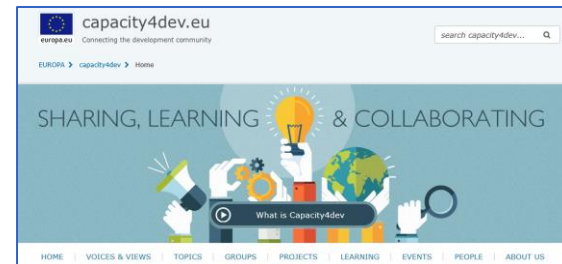 capacity4dev.eu
europa.eu
Connecting the development community
search capacity4dev...
EUROPA > capacity4dev > Home
SHARING, LEARNING & COLLABORATING
What is Capacity4dev
HOME | VOICES & VIEWS | TOPICS | GROUPS | PROJECTS | LEARNING | EVENTS | PEOPLE | ABOUT US